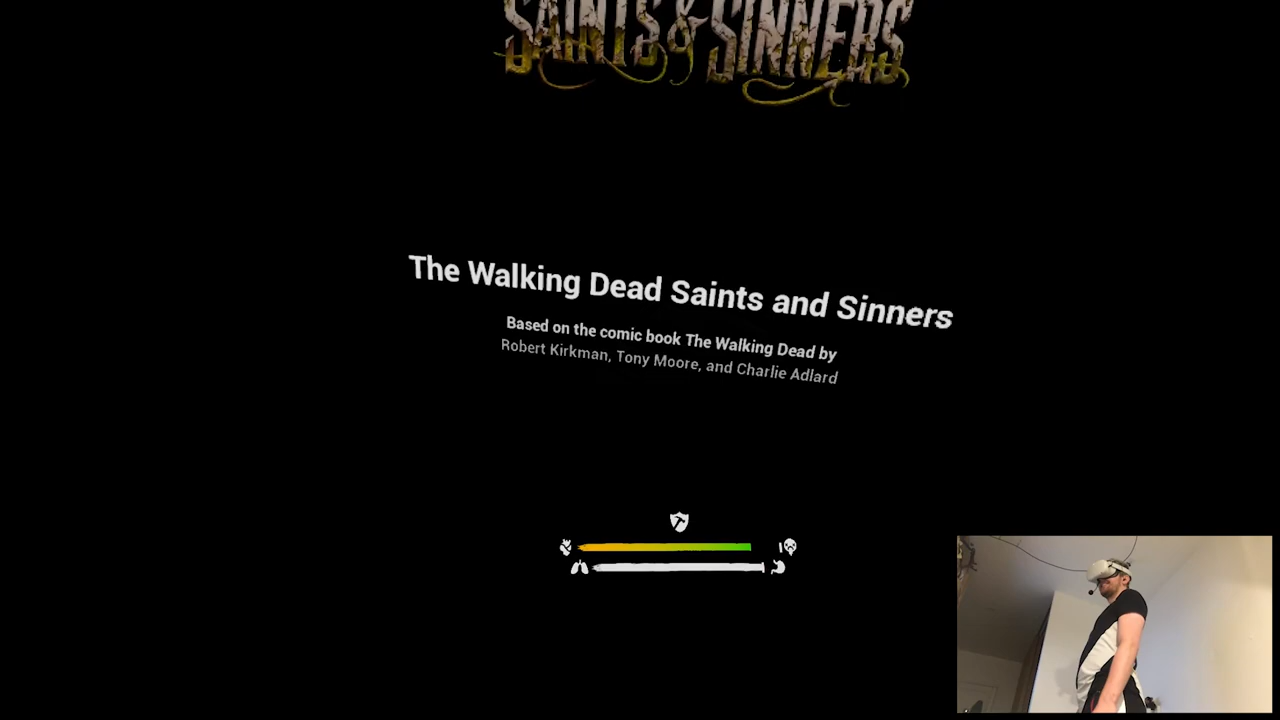 SAINTS & SINNERS
The Walking Dead Saints and Sinners
Based on the comic book The Walking Dead by
Robert Kirkman, Tony Moore, and Charlie Adlard